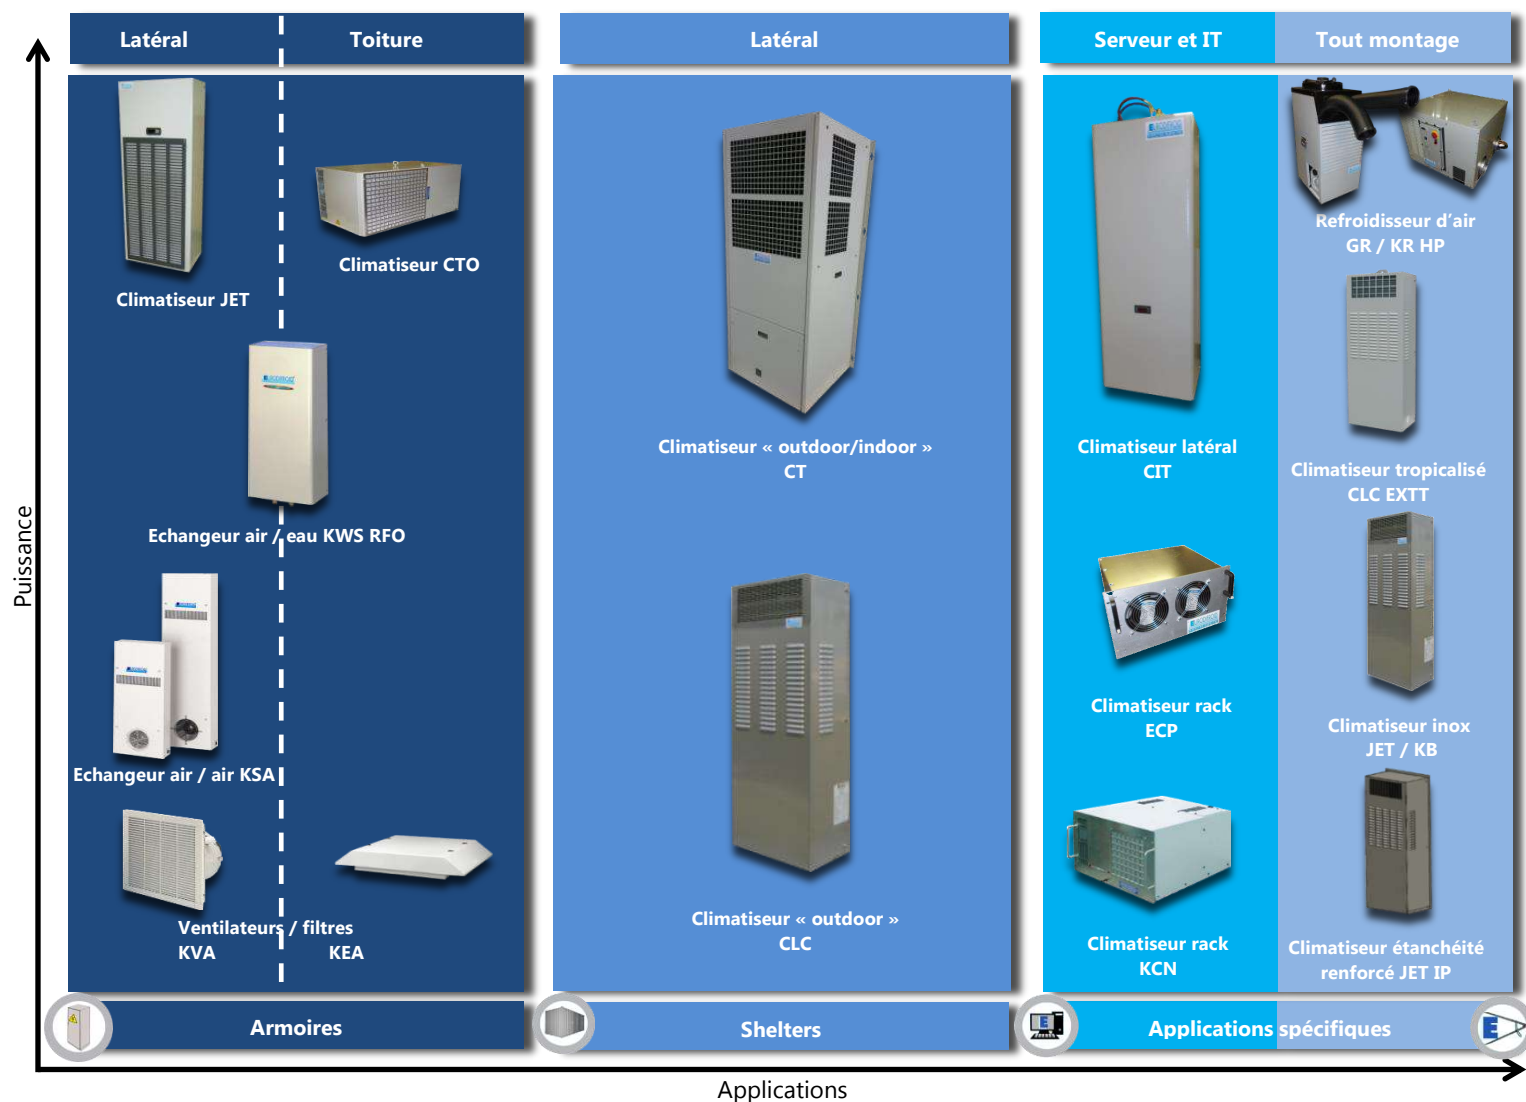 Latéral
Toiture
Latéral
Serveur et IT
Tout montage
Puissance
Climatiseur JET
Climatiseur CTO
Echangeur air / eau KWS RFO
Echangeur air / air KSA
Ventilateurs / filtres
KVA
KEA
Climatiseur « outdoor/indoor »
CT
Climatiseur « outdoor »
CLC
Climatiseur latéral
CIT
Climatiseur rack
ECP
Climatiseur rack
KCN
Refroidisseur d’air
GR / KR HP
Climatiseur tropicalisé
CLC EXTT
Climatiseur inox
JET / KB
Climatiseur étanchéité
renforcé JET IP
Armoires
Shelters
Applications spécifiques
Applications